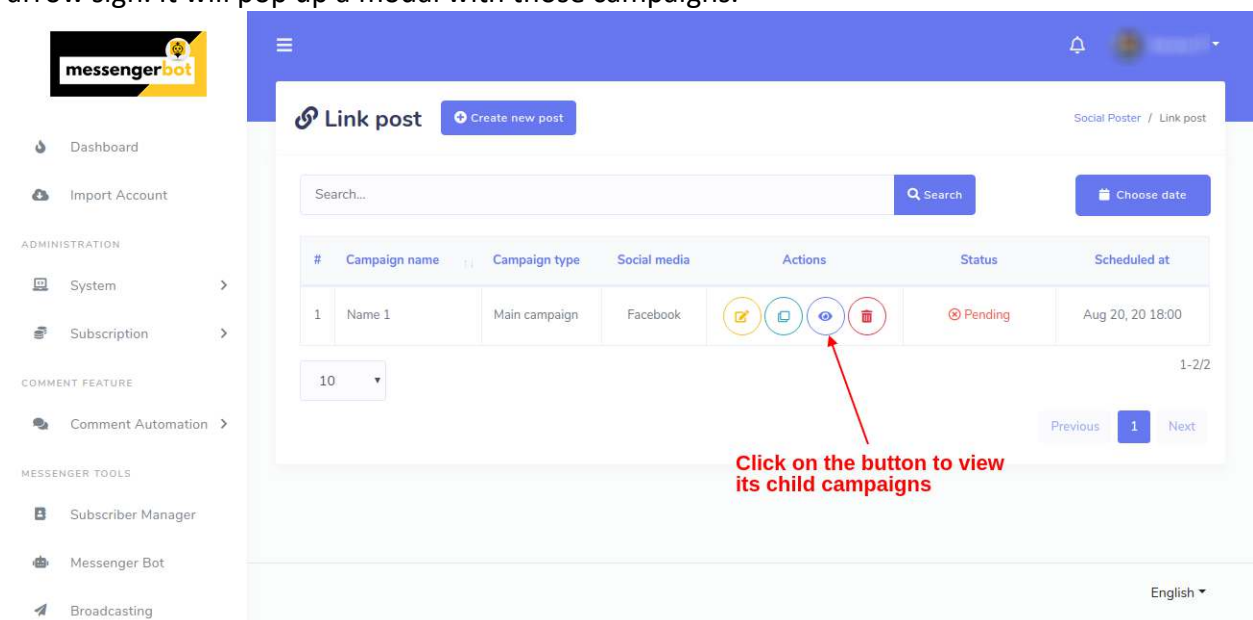 arrow sign. It will pop up a modal with those campaigns.
messengerbot
Link post
Create new post
Social Poster / Link post
Dashboard
Import Account
Search...
Search
Choose date
ADMINISTRATION
# Campaign name Campaign type Social media Actions Status Scheduled at
System
1 Name 1 Main campaign Facebook Pending Aug 20, 20 18:00
Subscription
1-2/2
10
COMMENT FEATURE
Comment Automation
Previous 1 Next
Click on the button to view
its child campaigns
MESSENGER TOOLS
Subscriber Manager
Messenger Bot
English
Broadcasting